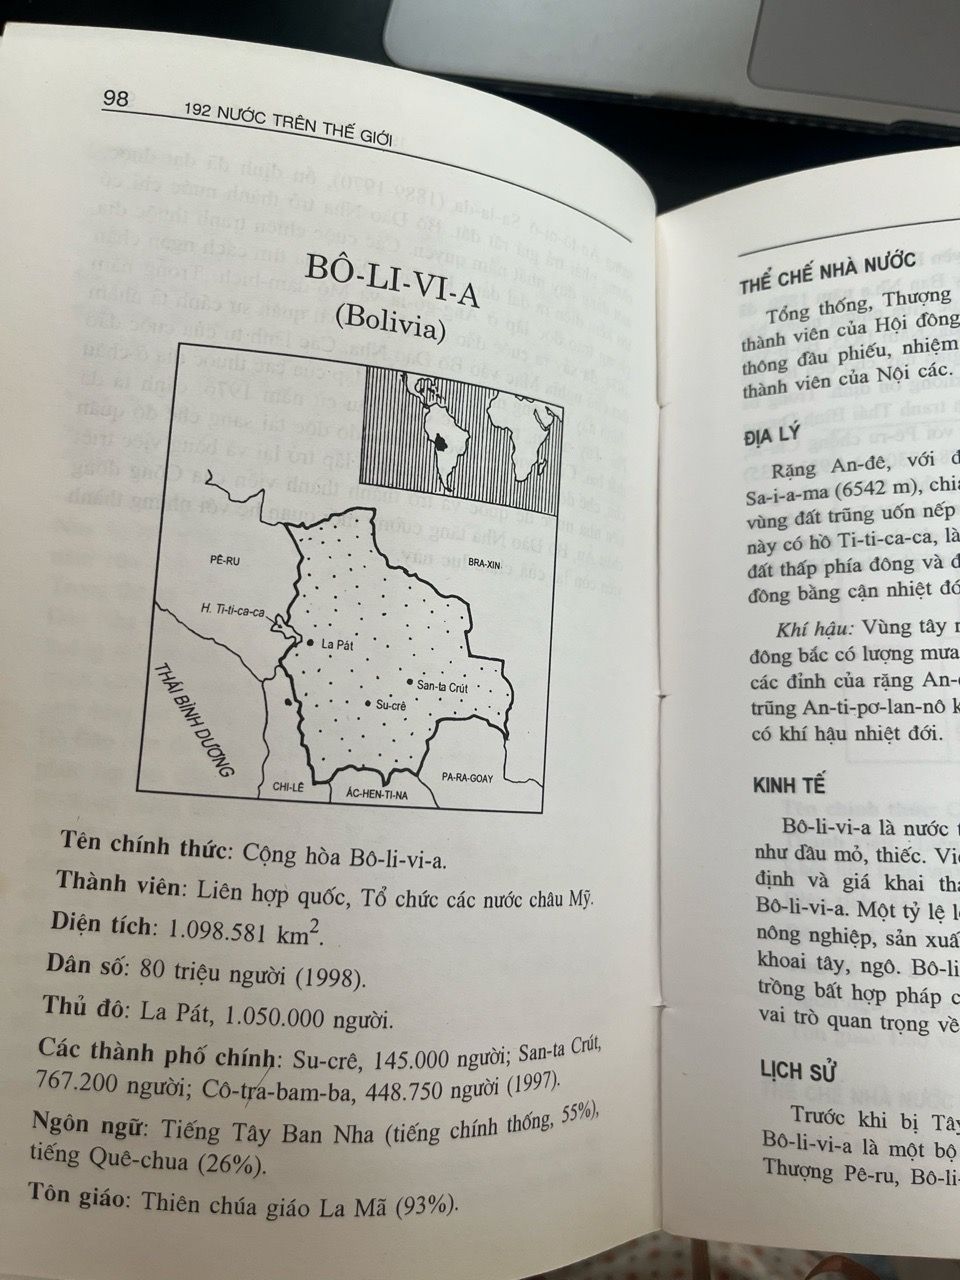 98
192 NƯỚC TRÊN THẾ GIỚI
BÔ-LI-VI-A
(Bolivia)
PÊ-RU
BRA-XIN
H. Ti-ti-ca-ca
La Pát
San-ta Crút
Su-crê
THÁI BÌNH DƯƠNG
CHI-LÊ
ÁC-HEN-TI-NA
PA-RA-GOAY
Tên chính thức: Cộng hòa Bô-li-vi-a.
Thành viên: Liên hợp quốc, Tổ chức các nước châu Mỹ.
Diện tích: 1.098.581 km².
Dân số: 80 triệu người (1998).
Thủ đô: La Pát, 1.050.000 người.
Các thành phố chính: Su-crê, 145.000 người; San-ta Crút,
767.200 người; Cô-tra-bam-ba, 448.750 người (1997).
Ngôn ngữ: Tiếng Tây Ban Nha (tiếng chính thống, 55%),
tiếng Quê-chua (26%).
Tôn giáo: Thiên chúa giáo La Mã (93%).
THỂ CHẾ NHÀ NƯỚC
Tổng thống, Thượng
thành viên của Hội đồng
thông đầu phiếu, nhiệm
thành viên của Nội các.
ĐỊA LÝ
Rặng An-đê, với
Sa-i-a-ma (6542 m), chia
vùng đất trũng uốn nếp
này có hồ Ti-ti-ca-ca, là
đất thấp phía đông và
đồng bằng cận nhiệt đới
Khí hậu: Vùng tây
đông bắc có lượng mưa
các đỉnh của rặng An-
trũng An-ti-pơ-lan-nô
có khí hậu nhiệt đới.
KINH TẾ
Bô-li-vi-a là nước
như dầu mỏ, thiếc.
định và giá khai
Bô-li-vi-a. Một tỷ lệ
nông nghiệp, sản xuất
khoai tây, ngô. Bô-li
trồng bất hợp pháp
vai trò quan trọng về
LỊCH SỬ
Trước khi bị Tây
Bô-li-vi-a là một bộ
Thượng Pê-ru, Bô-li-